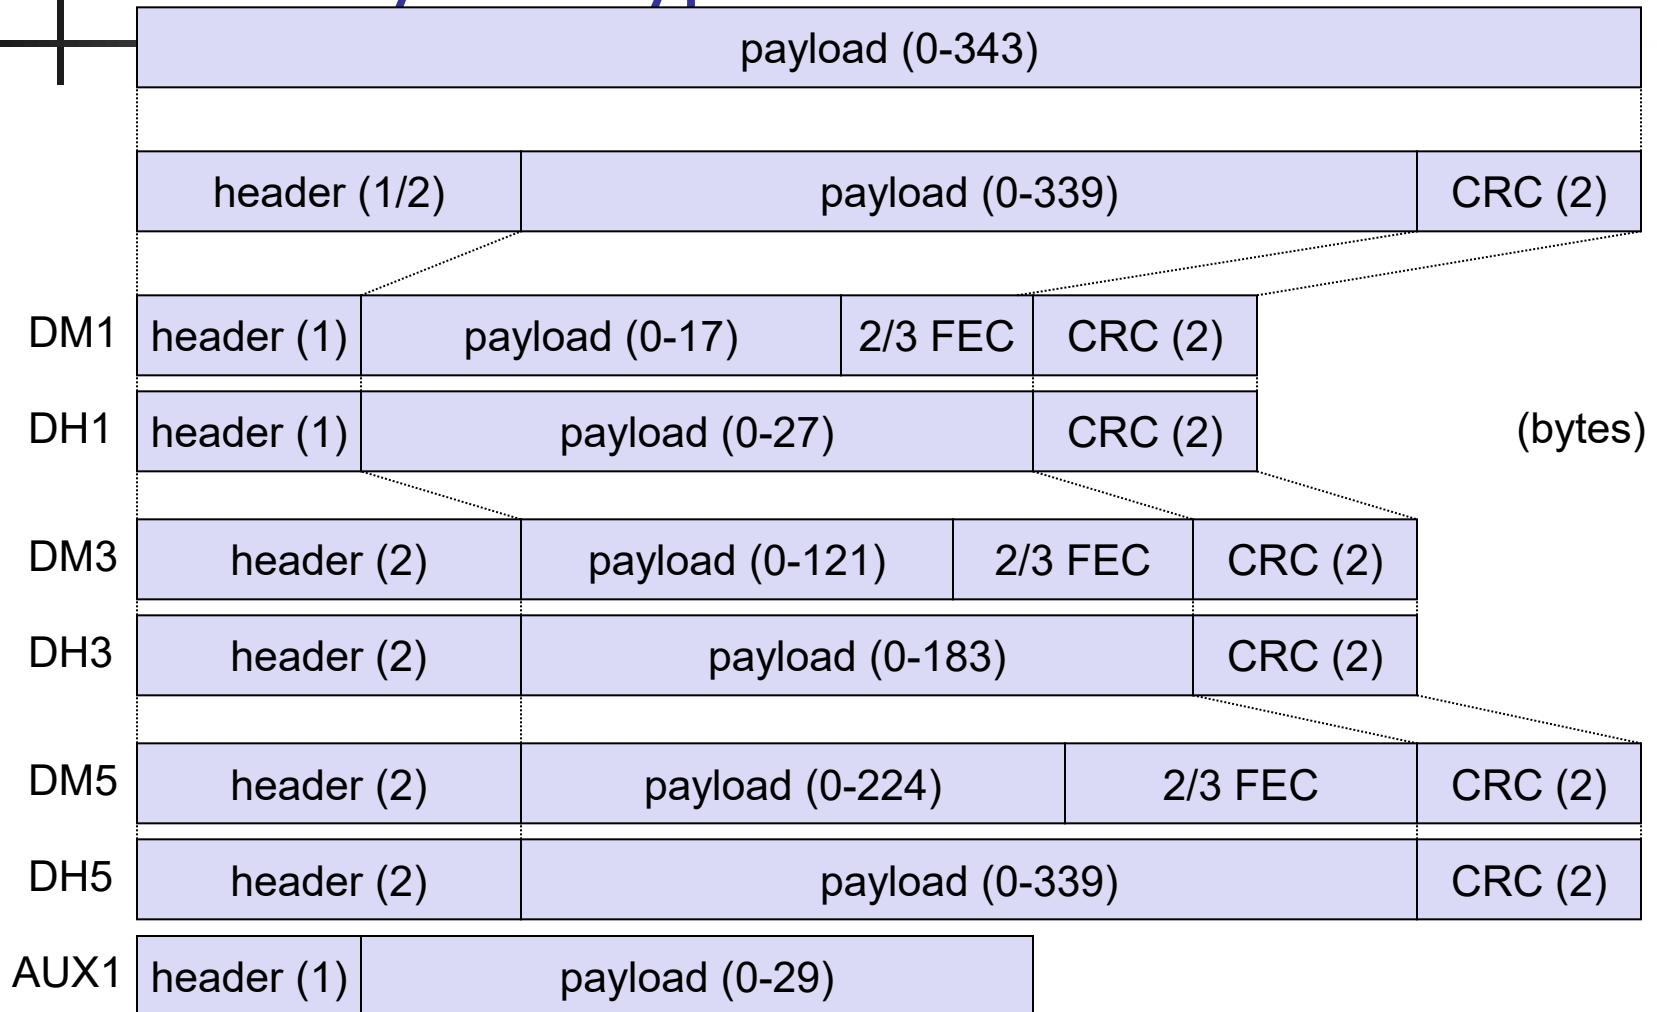 payload (0-343)
header (1/2) payload (0-339) CRC (2)
DM1 header (1) payload (0-17) 2/3 FEC CRC (2)
DH1 header (1) payload (0-27) CRC (2) (bytes)
DM3 header (2) payload (0-121) 2/3 FEC CRC (2)
DH3 header (2) payload (0-183) CRC (2)
DM5 header (2) payload (0-224) 2/3 FEC CRC (2)
DH5 header (2) payload (0-339) CRC (2)
AUX1 header (1) payload (0-29)